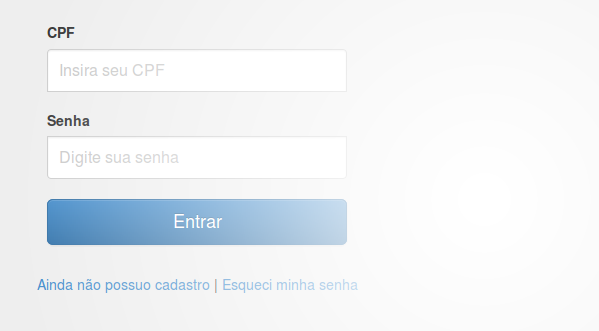 CPF
Insira seu CPF
Senha
Digite sua senha
Entrar
Ainda não possuo cadastro | Esqueci minha senha